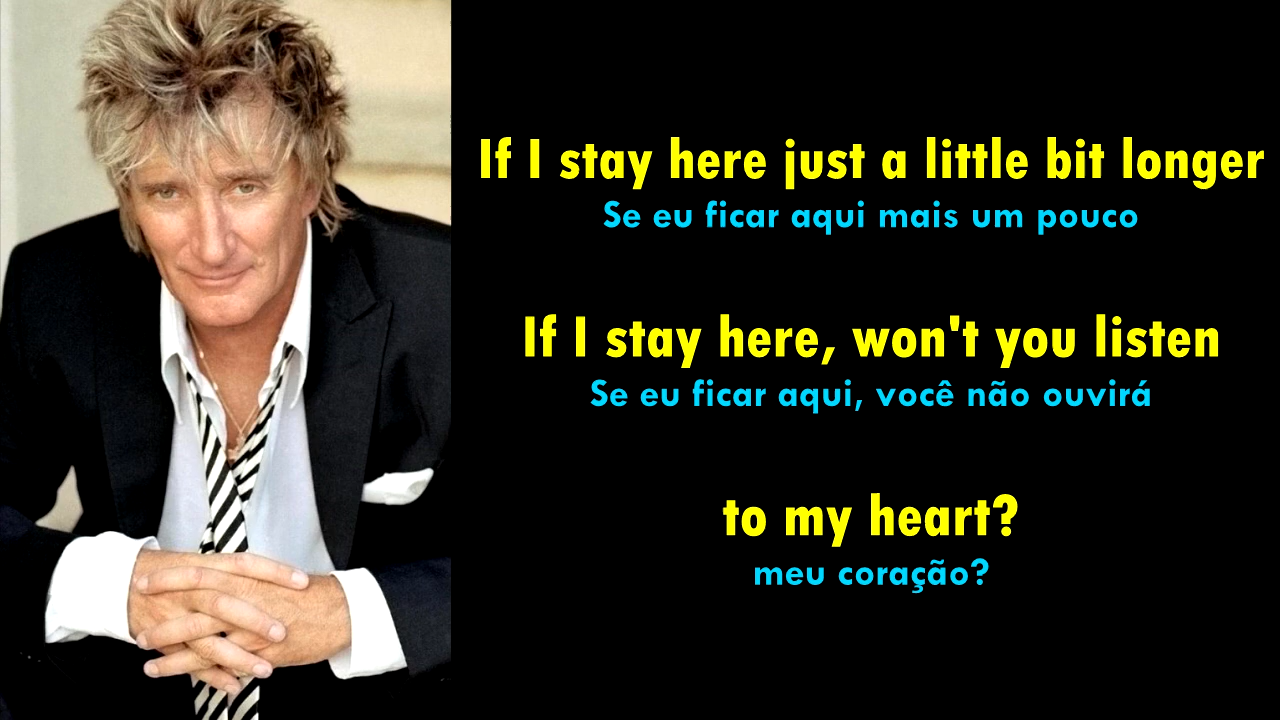 If I stay here just a little bit longer
Se eu ficar aqui mais um pouco
If I stay here, won't you listen
Se eu ficar aqui, você não ouvirá
to my heart?
meu coração?